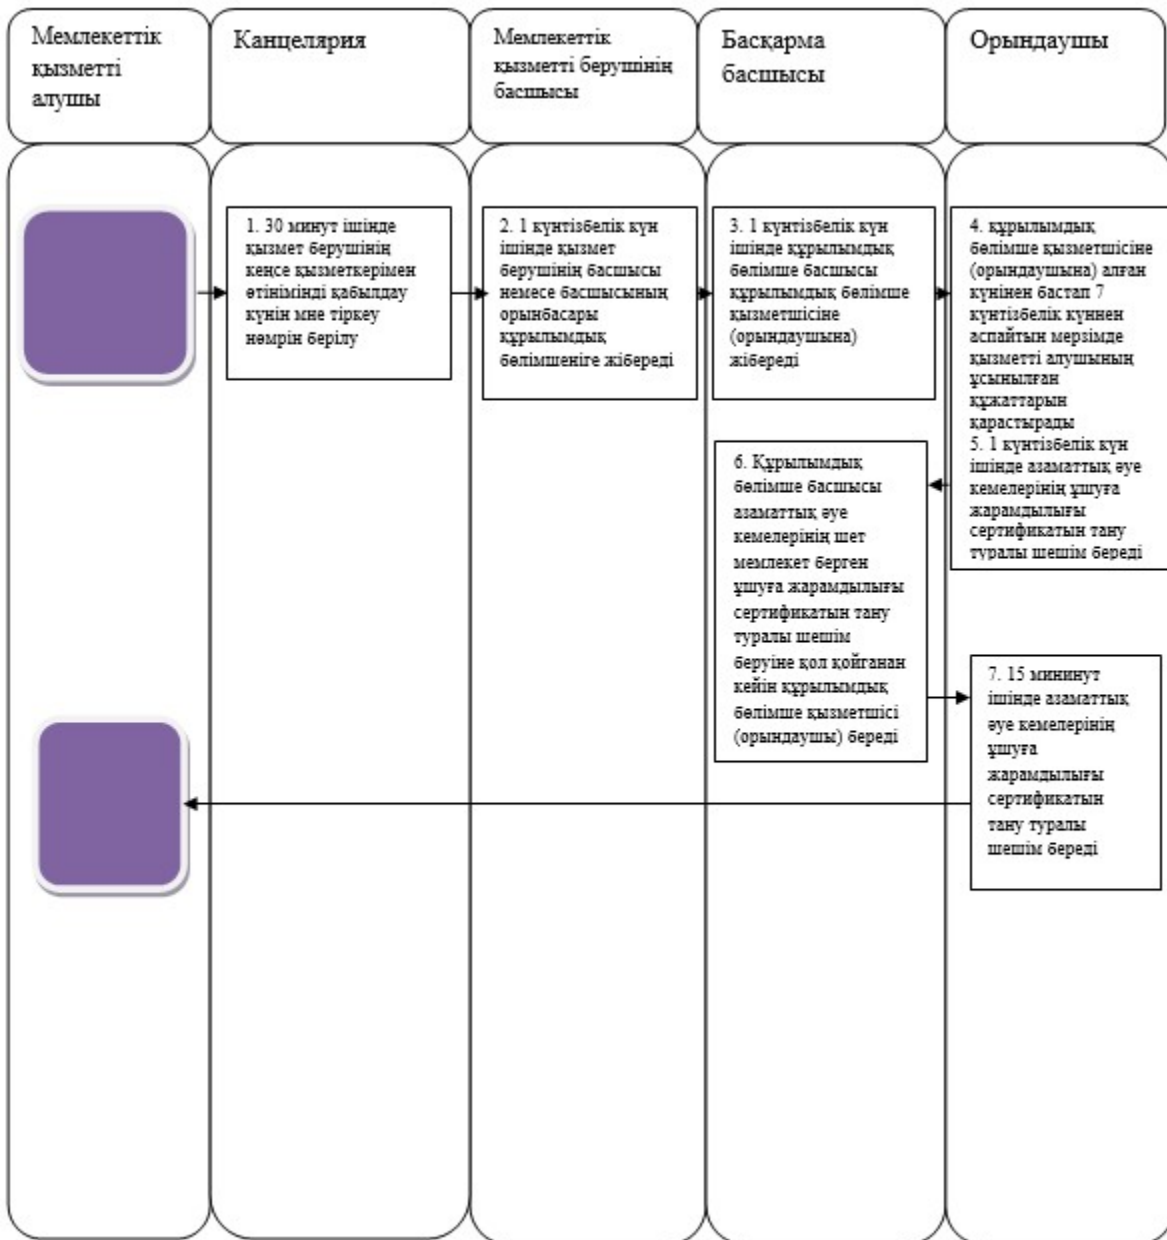 Мемлекеттік
қызметті
алушы
Канцелярия
Мемлекеттік
қызметті берушінің
басшысы
Басқарма
басшысы
Орындаушы
1. 30 минут ішінде
қызмет берушінің
кеңсе қызметкерімен
өтінімінді қабылдау
күнін мне тіркеу
нөмрін берілу
2. 1 күнтізбелік күн
ішінде қызмет
берушінің басшысы
немесе басшысының
орынбасары
құрылымдық
бөлімшеніге жібереді
3. 1 күнтізбелік күн
ішінде құрылымдық
бөлімше басшысы
құрылымдық бөлімше
қызметшісіне
(орындаушына)
жібереді
4. құрылымдық
бөлімше қызметшісіне
(орындаушына) алған
күнінен бастап 7
күнтізбелік күннен
аспайтын мерзімде
қызметті алушының
ұсынылған
құжаттарын
қарастырады
5. 1 күнтізбелік күн
ішінде азаматтық әуе
кемелерінің ұшуға
жарамдылығы
сертификатын тану
туралы шешім береді
6. Құрылымдық
бөлімше басшысы
азаматтық әуе
кемелерінің шет
мемлекет берген
ұшуға жарамдылығы
сертификатын тану
туралы шешім
беруіне қол қойганан
кейін құрылымдық
бөлімше қызметшісі
(орындаушы) береді
7. 15 мининут
ішінде азаматтық
әуе кемелерінің
ұшуға
жарамдылығы
сертификатын
тану туралы
шешім береді